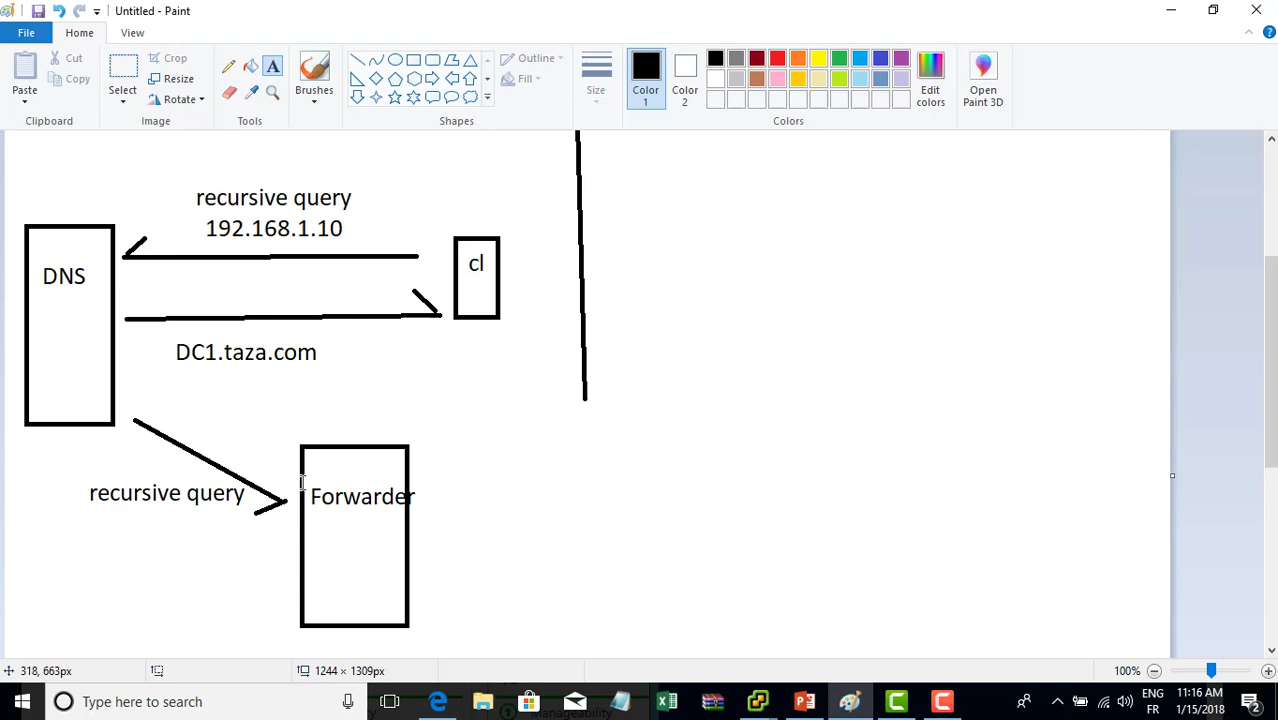 Untitled - Paint
File
Home
View
Paste
Cut
Copy
Clipboard
Select
Crop
Resize
Rotate
Image
A
Tools
Brushes
Shapes
Outline
Fill
Size
Color 1
Color 2
Edit colors
Colors
Open Paint 3D
recursive query
192.168.1.10
DNS
cl
DC1.taza.com
recursive query
Forwarder
318, 663px
1244 × 1309px
100%
Type here to search
Manageability
ENG
FR
11:16 AM
1/15/2018
2